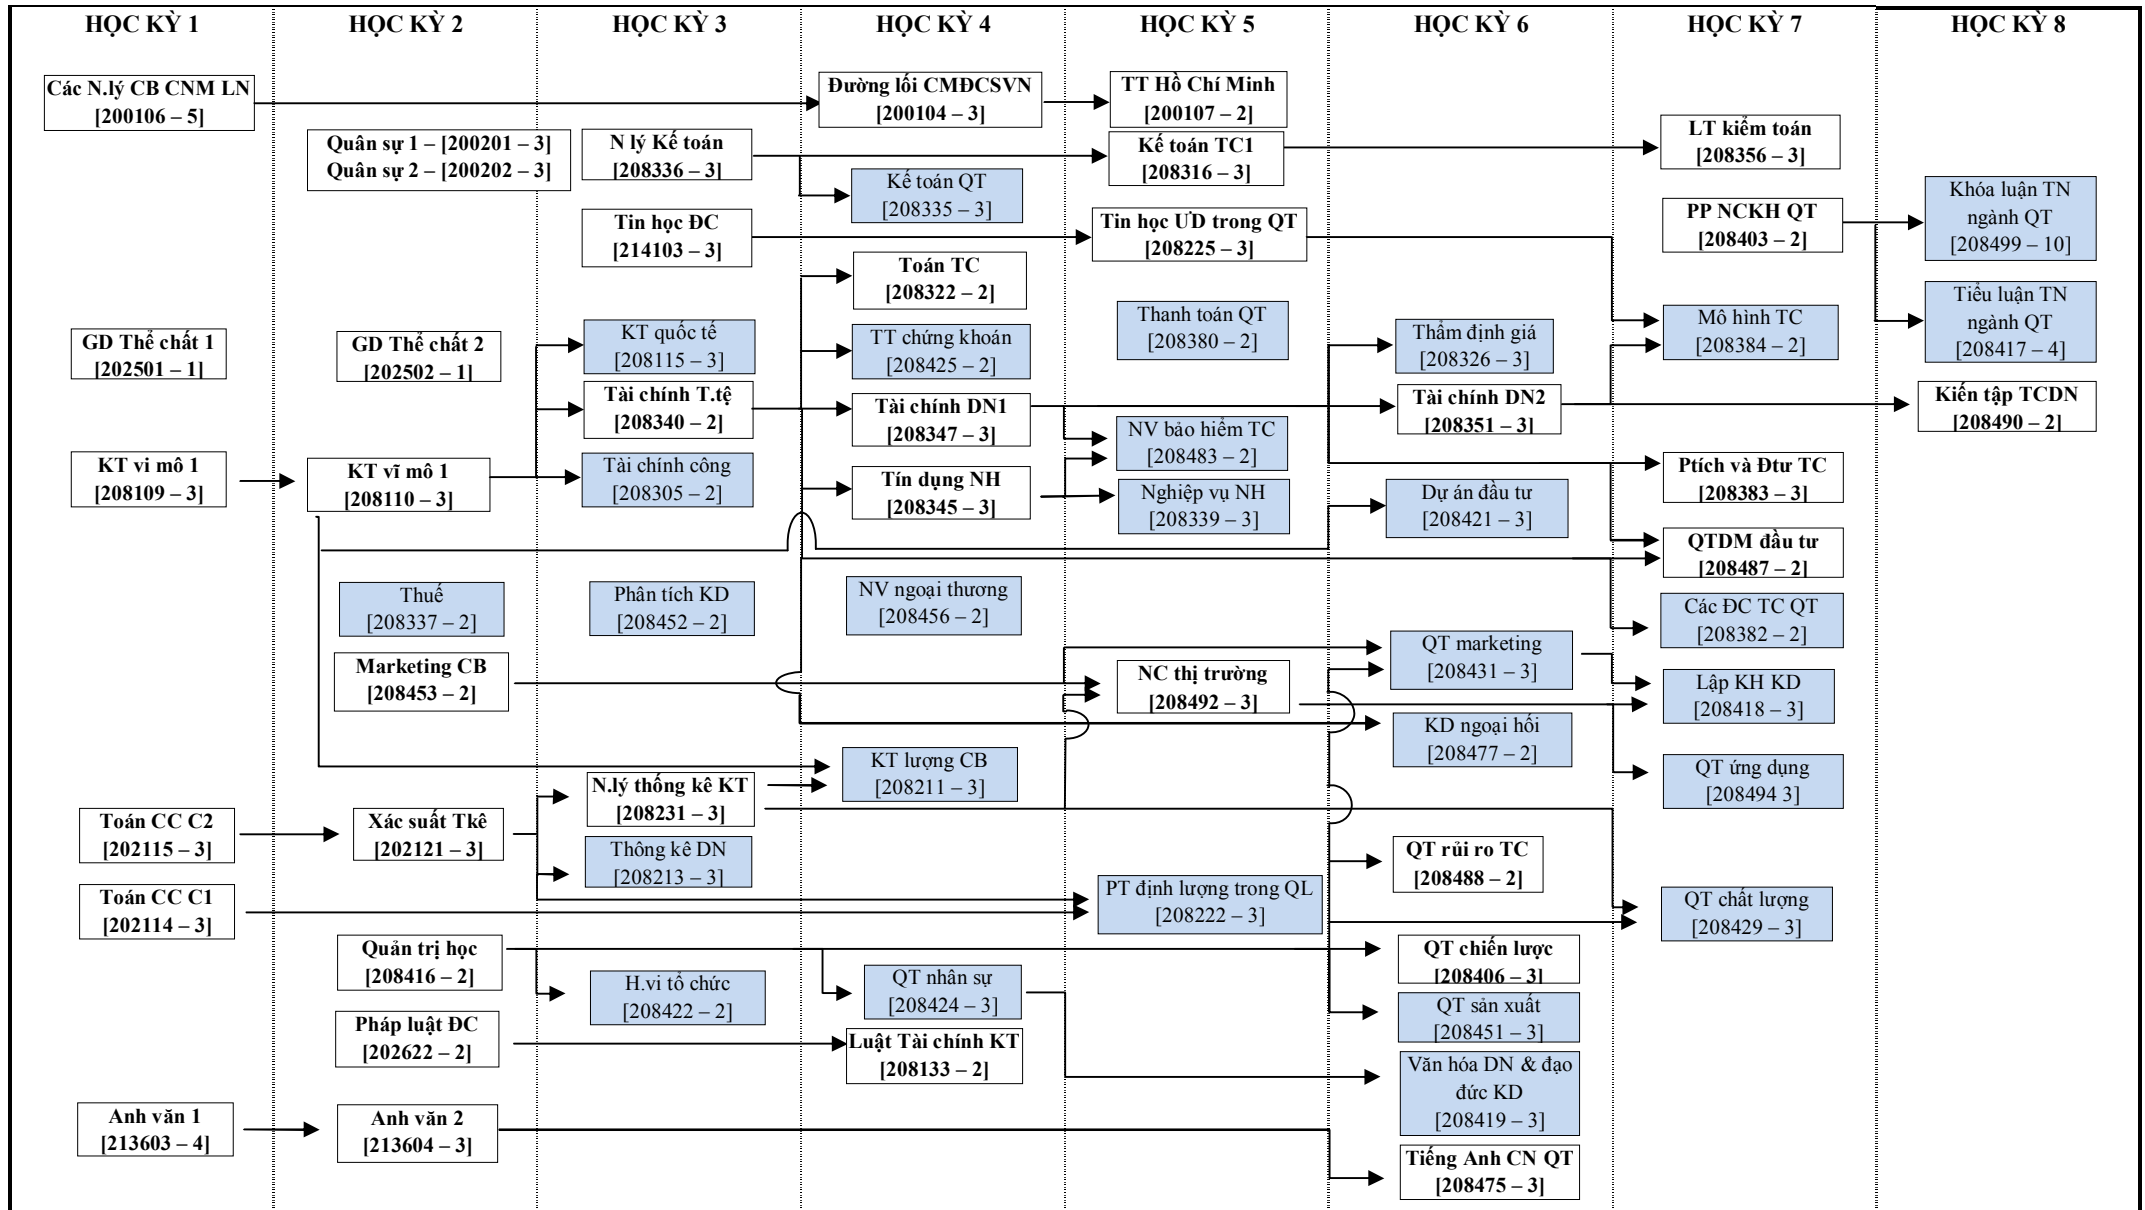 HỌC KỲ 1
HỌC KỲ 2
HỌC KỲ 3
HỌC KỲ 4
HỌC KỲ 5
HỌC KỲ 6
HỌC KỲ 7
HỌC KỲ 8
Các N.lý CB CNM LN
[200106 – 5]
GD Thể chất 1
[202501 – 1]
KT vi mô 1
[208109 – 3]
Toán CC C2
[202115 – 3]
Toán CC C1
[202114 – 3]
Anh văn 1
[213603 – 4]
Quân sự 1 – [200201 – 3]
Quân sự 2 – [200202 – 3]
GD Thể chất 2
[202502 – 1]
KT vĩ mô 1
[208110 – 3]
Thuế
[208337 – 2]
Marketing CB
[208453 – 2]
Xác suất Tkê
[202121 – 3]
Quản trị học
[208416 – 2]
Pháp luật ĐC
[202622 – 2]
Anh văn 2
[213604 – 3]
N lý Kế toán
[208336 – 3]
Tin học ĐC
[214103 – 3]
KT quốc tế
[208115 – 3]
Tài chính T.tệ
[208340 – 2]
Tài chính công
[208305 – 2]
Phân tích KD
[208452 – 2]
N.lý thống kê KT
[208231 – 3]
Thông kê DN
[208213 – 3]
H.vi tổ chức
[208422 – 2]
Đường lối CMĐCSVN
[200104 – 3]
Kế toán QT
[208335 – 3]
Toán TC
[208322 – 2]
TT chứng khoán
[208425 – 2]
Tài chính DN1
[208347 – 3]
Tín dụng NH
[208345 – 3]
NV ngoại thương
[208456 – 2]
KT lượng CB
[208211 – 3]
QT nhân sự
[208424 – 3]
Luật Tài chính KT
[208133 – 2]
TT Hồ Chí Minh
[200107 – 2]
Kế toán TC1
[208316 – 3]
Tin học ƯD trong QT
[208225 – 3]
Thanh toán QT
[208380 – 2]
NV bảo hiểm TC
[208483 – 2]
Nghiệp vụ NH
[208339 – 3]
NC thị trường
[208492 – 3]
PT định lượng trong QL
[208222 – 3]
Thẩm định giá
[208326 – 3]
Tài chính DN2
[208351 – 3]
Dự án đầu tư
[208421 – 3]
QT marketing
[208431 – 3]
KD ngoại hối
[208477 – 2]
QT rủi ro TC
[208488 – 2]
QT chiến lược
[208406 – 3]
QT sản xuất
[208451 – 3]
Văn hóa DN & đạo
đức KD
[208419 – 3]
Tiếng Anh CN QT
[208475 – 3]
LT kiểm toán
[208356 – 3]
PP NCKH QT
[208403 – 2]
Mô hình TC
[208384 – 2]
Ptích và Đtư TC
[208383 – 3]
QTDM đầu tư
[208487 – 2]
Các ĐC TC QT
[208382 – 2]
Lập KH KD
[208418 – 3]
QT ứng dụng
[208494 3]
QT chất lượng
[208429 – 3]
Khóa luận TN
ngành QT
[208499 – 10]
Tiểu luận TN
ngành QT
[208417 – 4]
Kiến tập TCDN
[208490 – 2]